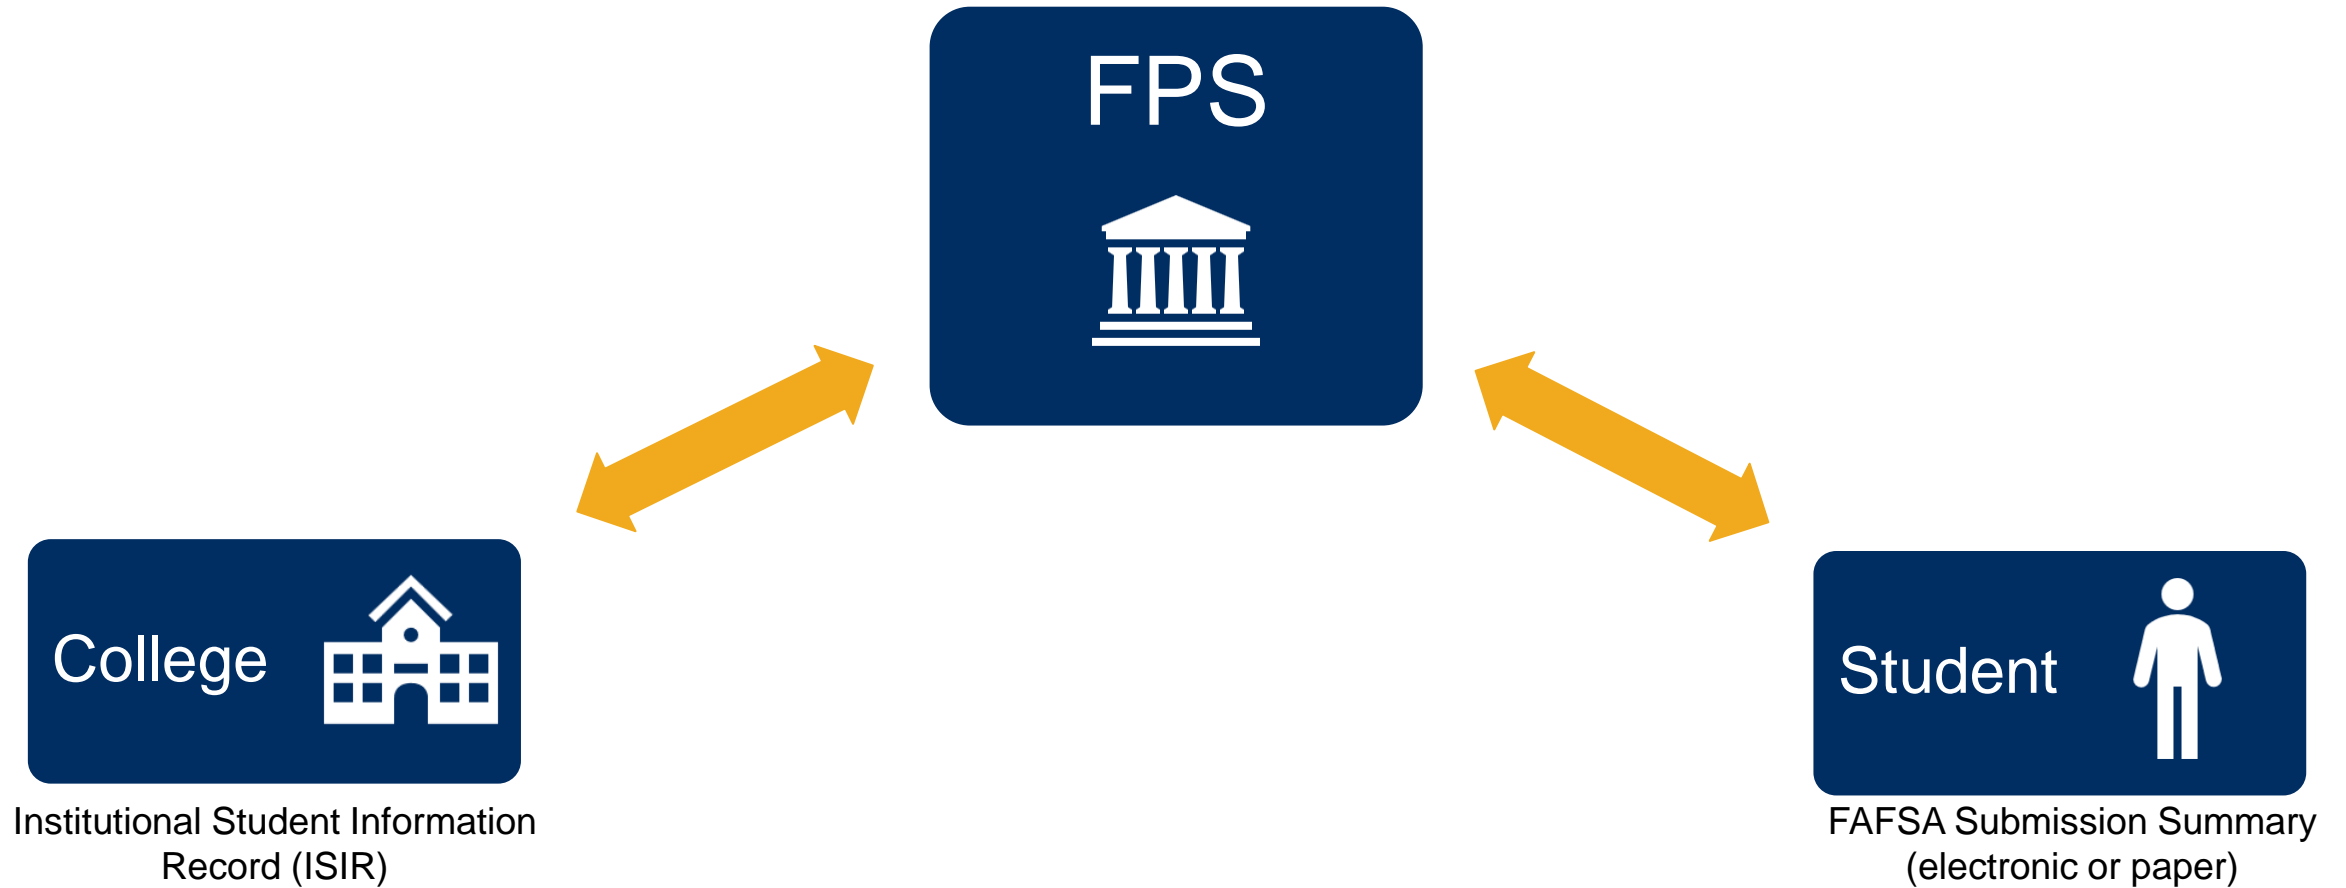 FPS
College
Institutional Student Information
Record (ISIR)
Student
FAFSA Submission Summary
(electronic or paper)